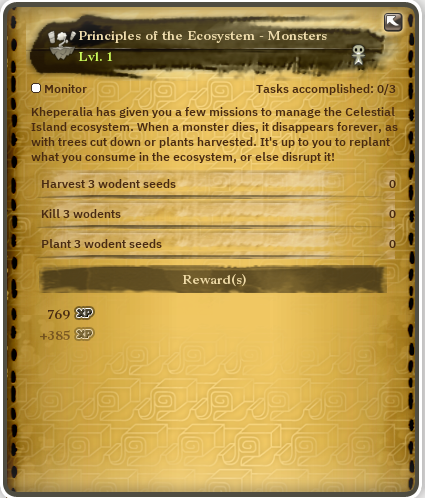 Principles of the Ecosystem - Monsters
Lvl. 1
Monitor Tasks accomplished: 0/3
Kheperalia has given you a few missions to manage the Celestial
Island ecosystem. When a monster dies, it disappears forever, as
with trees cut down or plants harvested. It's up to you to replant
what you consume in the ecosystem, or else disrupt it!
Harvest 3 wodent seeds 0
Kill 3 wodents 0
Plant 3 wodent seeds 0
Reward(s)
769 XP
+385 XP